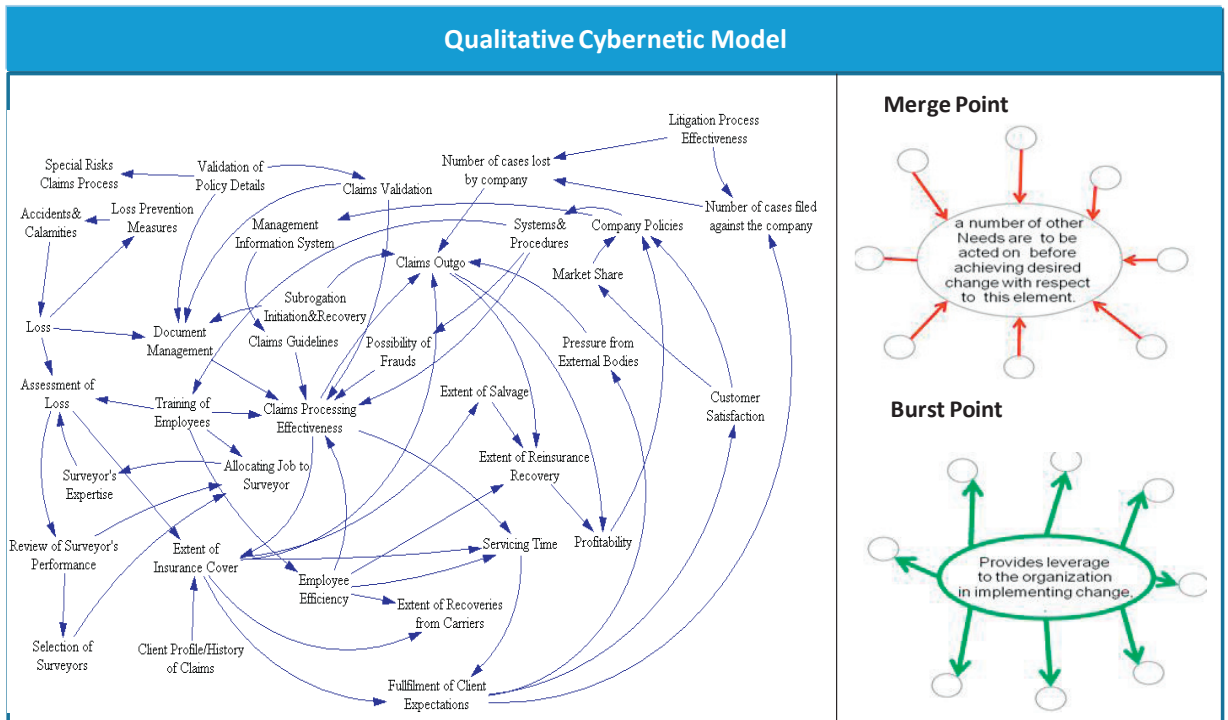 Qualitative Cybernetic Model
Litigation Process
Effectiveness
Special Risks
Claims Process
Validation of
Policy Details
Claims Validation
Number of cases lost
by company
Accidents&
Calamities
Loss Prevention
Measures
Management
Information System
Systems&
Procedures
Company Policies
Number of cases filed
against the company
Claims Outgo
Market Share
Loss
Document
Management
Subrogation
Initiation&Recovery
Claims Guidelines
Possibility of
Frauds
Pressure from
External Bodies
Assessment of
Loss
Training of
Employees
Claims Processing
Effectiveness
Extent of Salvage
Customer
Satisfaction
Surveyor's
Expertise
Allocating Job to
Surveyor
Extent of Reinsurance
Recovery
Review of Surveyor's
Performance
Extent of
Insurance Cover
Employee
Efficiency
Servicing Time
Profitability
Extent of Recoveries
from Carriers
Selection of
Surveyors
Client Profile/History
of Claims
Fullfilment of Client
Expectations
Merge Point
a number of other
Needs are to be
acted on before
achieving desired
change with respect
to this element.
Burst Point
Provides leverage
to the organization
in implementing change.